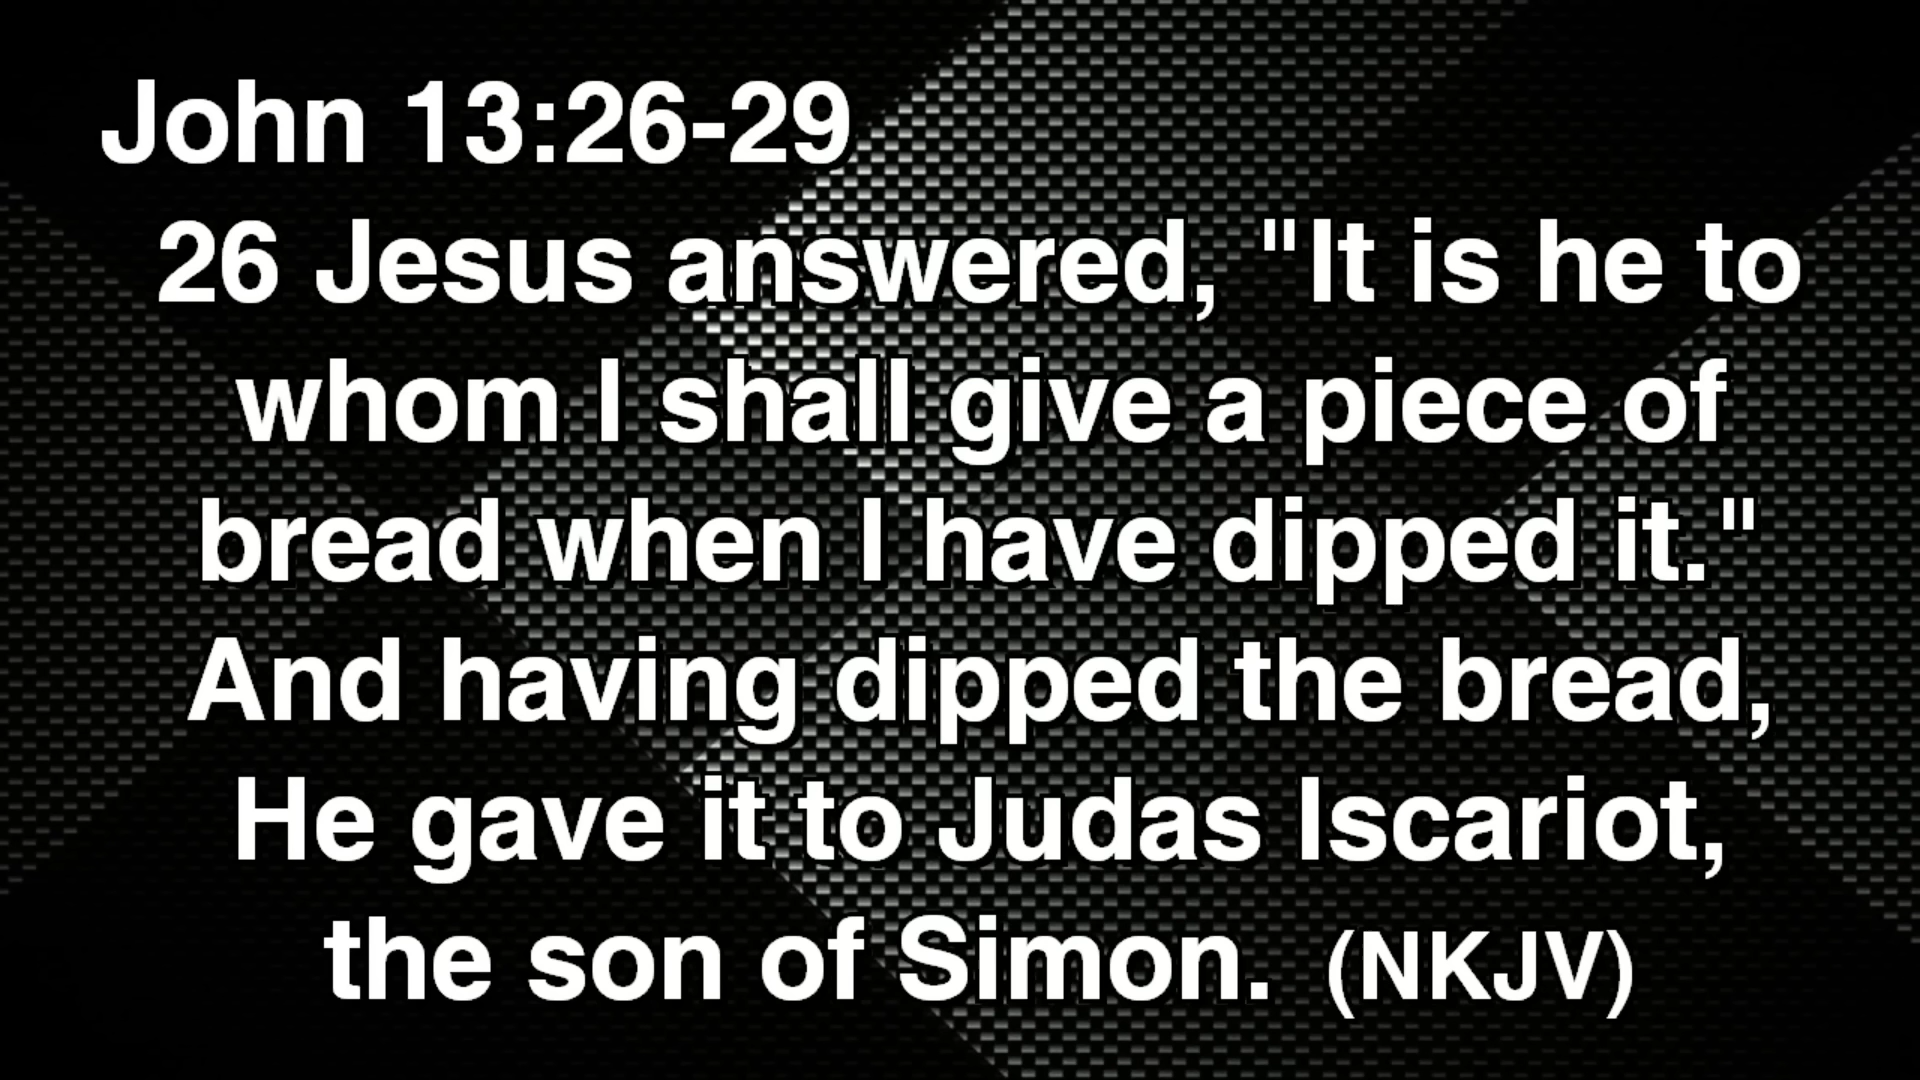 John 13:26-29
26 Jesus answered, "It is he to
whom I shall give a piece of
bread when I have dipped it."
And having dipped the bread,
He gave it to Judas Iscariot,
the son of Simon. (NKJV)